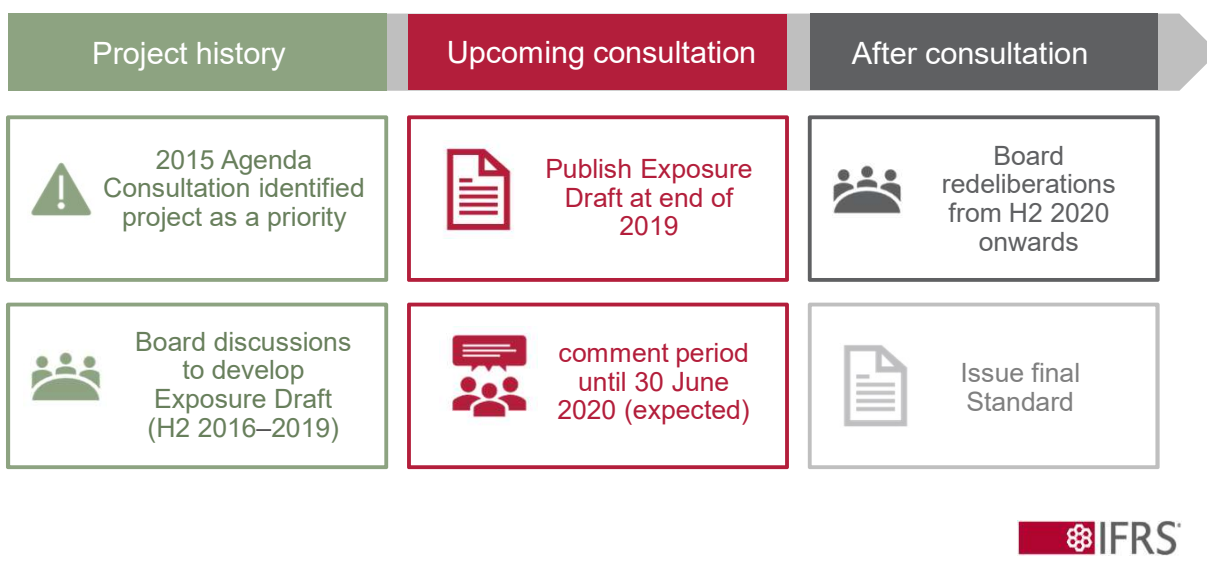 Project history
Upcoming consultation
After consultation
2015 Agenda
Consultation identified
project as a priority
Publish Exposure
Draft at end of
2019
Board
redeliberations
from H2 2020
onwards
Board discussions
to develop
Exposure Draft
(H2 2016–2019)
comment period
until 30 June
2020 (expected)
Issue final
Standard
IFRS